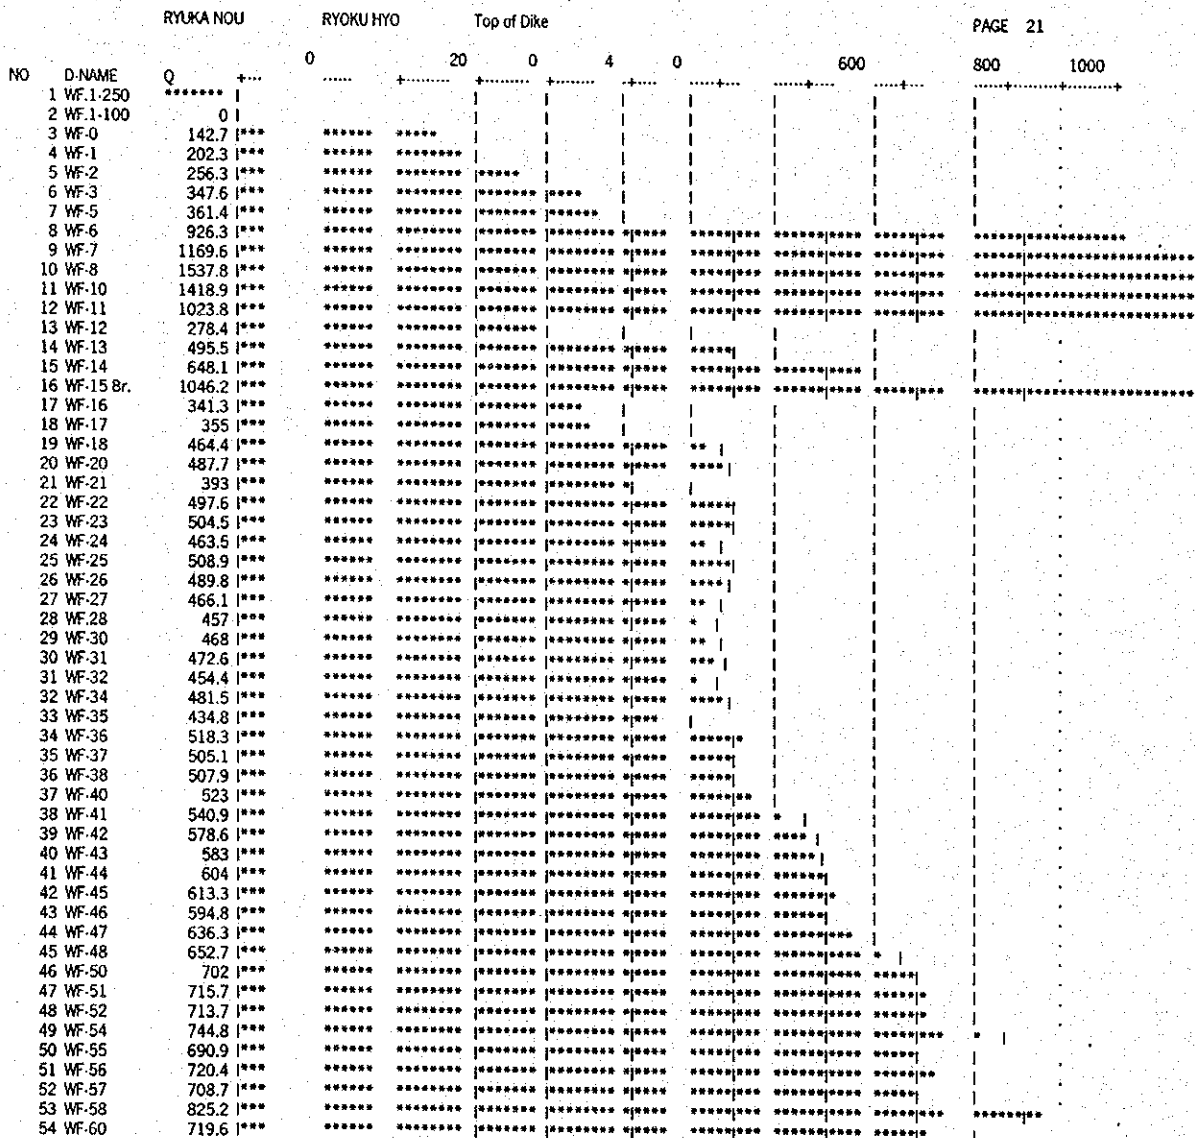 RYUKA NOU RYOKU HYO Top of Dike PAGE 21
0 20 0 4 0 600 800 1000
NO D-NAME Q
1 WF.1-250 *******
2 WF.1-100 0
3 WF-0 142.7
4 WF-1 202.3
5 WF-2 256.3
6 WF-3 347.6
7 WF-5 361.4
8 WF-6 926.3
9 WF-7 1169.6
10 WF-8 1537.8
11 WF-10 1418.9
12 WF-11 1023.8
13 WF-12 278.4
14 WF-13 495.5
15 WF-14 648.1
16 WF-15 Br. 1046.2
17 WF-16 341.3
18 WF-17 355
19 WF-18 464.4
20 WF-20 487.7
21 WF-21 393
22 WF-22 497.6
23 WF-23 504.5
24 WF-24 463.5
25 WF-25 508.9
26 WF-26 489.8
27 WF-27 466.1
28 WF.28 457
29 WF-30 468
30 WF-31 472.6
31 WF-32 454.4
32 WF-34 481.5
33 WF-35 434.8
34 WF-36 518.3
35 WF-37 505.1
36 WF-38 507.9
37 WF-40 523
38 WF-41 540.9
39 WF-42 578.6
40 WF-43 583
41 WF-44 604
42 WF-45 613.3
43 WF-46 594.8
44 WF-47 636.3
45 WF-48 652.7
46 WF-50 702
47 WF-51 715.7
48 WF-52 713.7
49 WF-54 744.8
50 WF-55 690.9
51 WF-56 720.4
52 WF-57 708.7
53 WF-58 825.2
54 WF-60 719.6